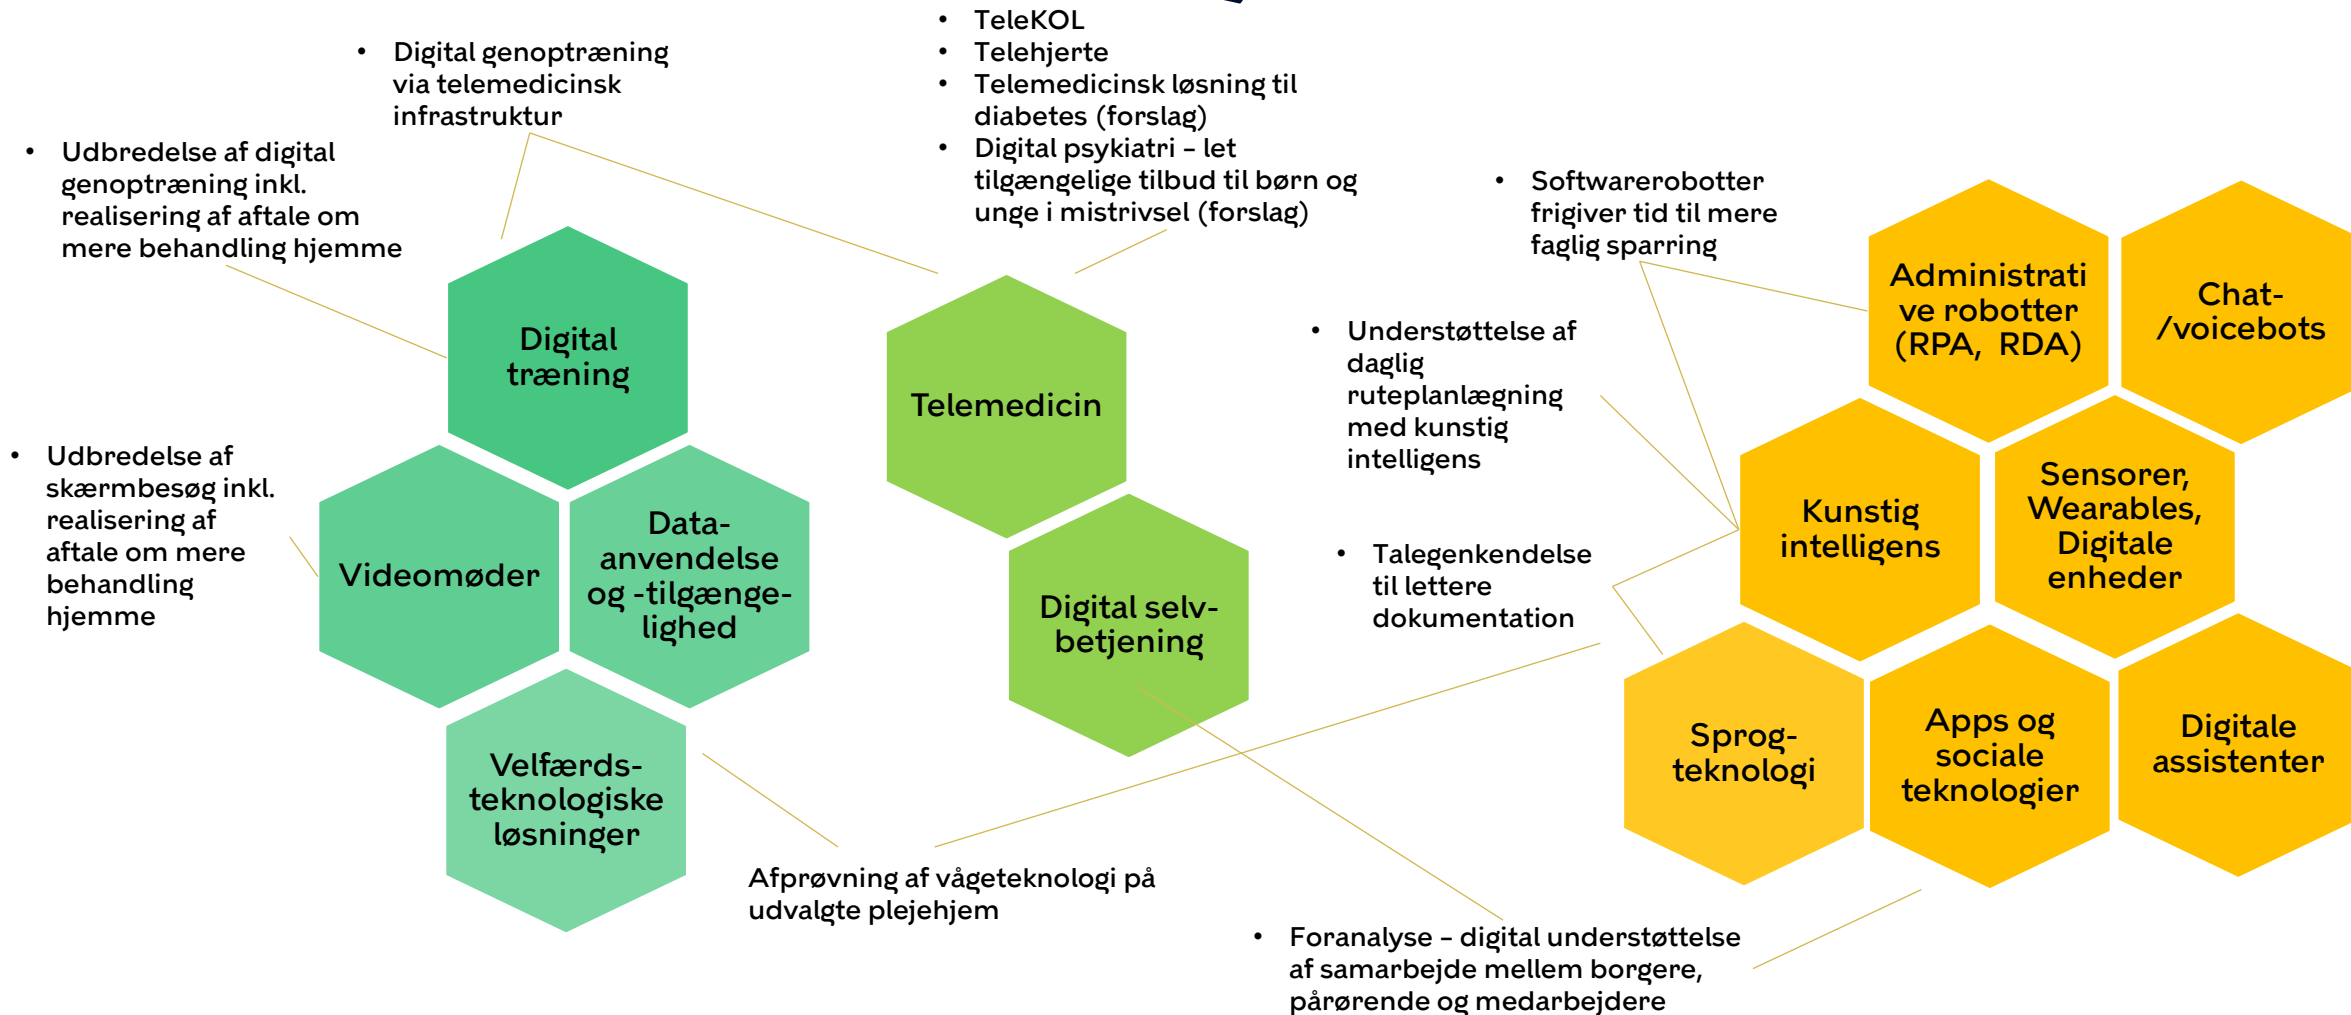 • Digital genoptræning
via telemedicinsk
infrastruktur
• Udbredelse af digital
genoptræning inkl.
realisering af aftale om
mere behandling hjemme
• Udbredelse af
skærmbesøg inkl.
realisering af
aftale om mere
behandling
hjemme
Digital
træning
Videomøder
Data-
anvendelse
og -tilgænge-
lighed
Velfærds-
teknologiske
løsninger
• TeleKOL
• Telehjerte
• Telemedicinsk løsning til
diabetes (forslag)
• Digital psykiatri – let
tilgængelige tilbud til børn og
unge i mistrivsel (forslag)
Telemedicin
Digital selv-
betjening
Afprøvning af vågeteknologi på
udvalgte plejehjem
• Softwarerobotter
frigiver tid til mere
faglig sparring
• Understøttelse af
daglig
ruteplanlægning
med kunstig
intelligens
• Talegenkendelse
til lettere
dokumentation
Administrati
ve robotter
(RPA, RDA)
Chat-
/voicebots
Kunstig
intelligens
Sensorer,
Wearables,
Digitale
enheder
Sprog-
teknologi
Apps og
sociale
teknologier
Digitale
assistenter
• Foranalyse – digital understøttelse
af samarbejde mellem borgere,
pårørende og medarbejdere